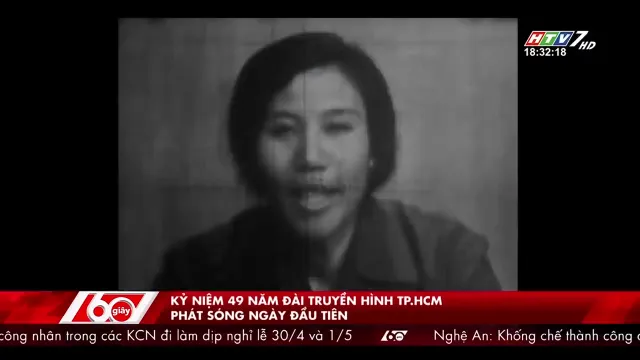 HTV7 HD
18:32:18
60 giây
KỶ NIỆM 49 NĂM ĐÀI TRUYỀN HÌNH TP.HCM
PHÁT SÓNG NGÀY ĐẦU TIÊN
công nhân trong các KCN đi làm dịp nghỉ lễ 30/4 và 1/5 60 giây Nghệ An: Khống chế thành công